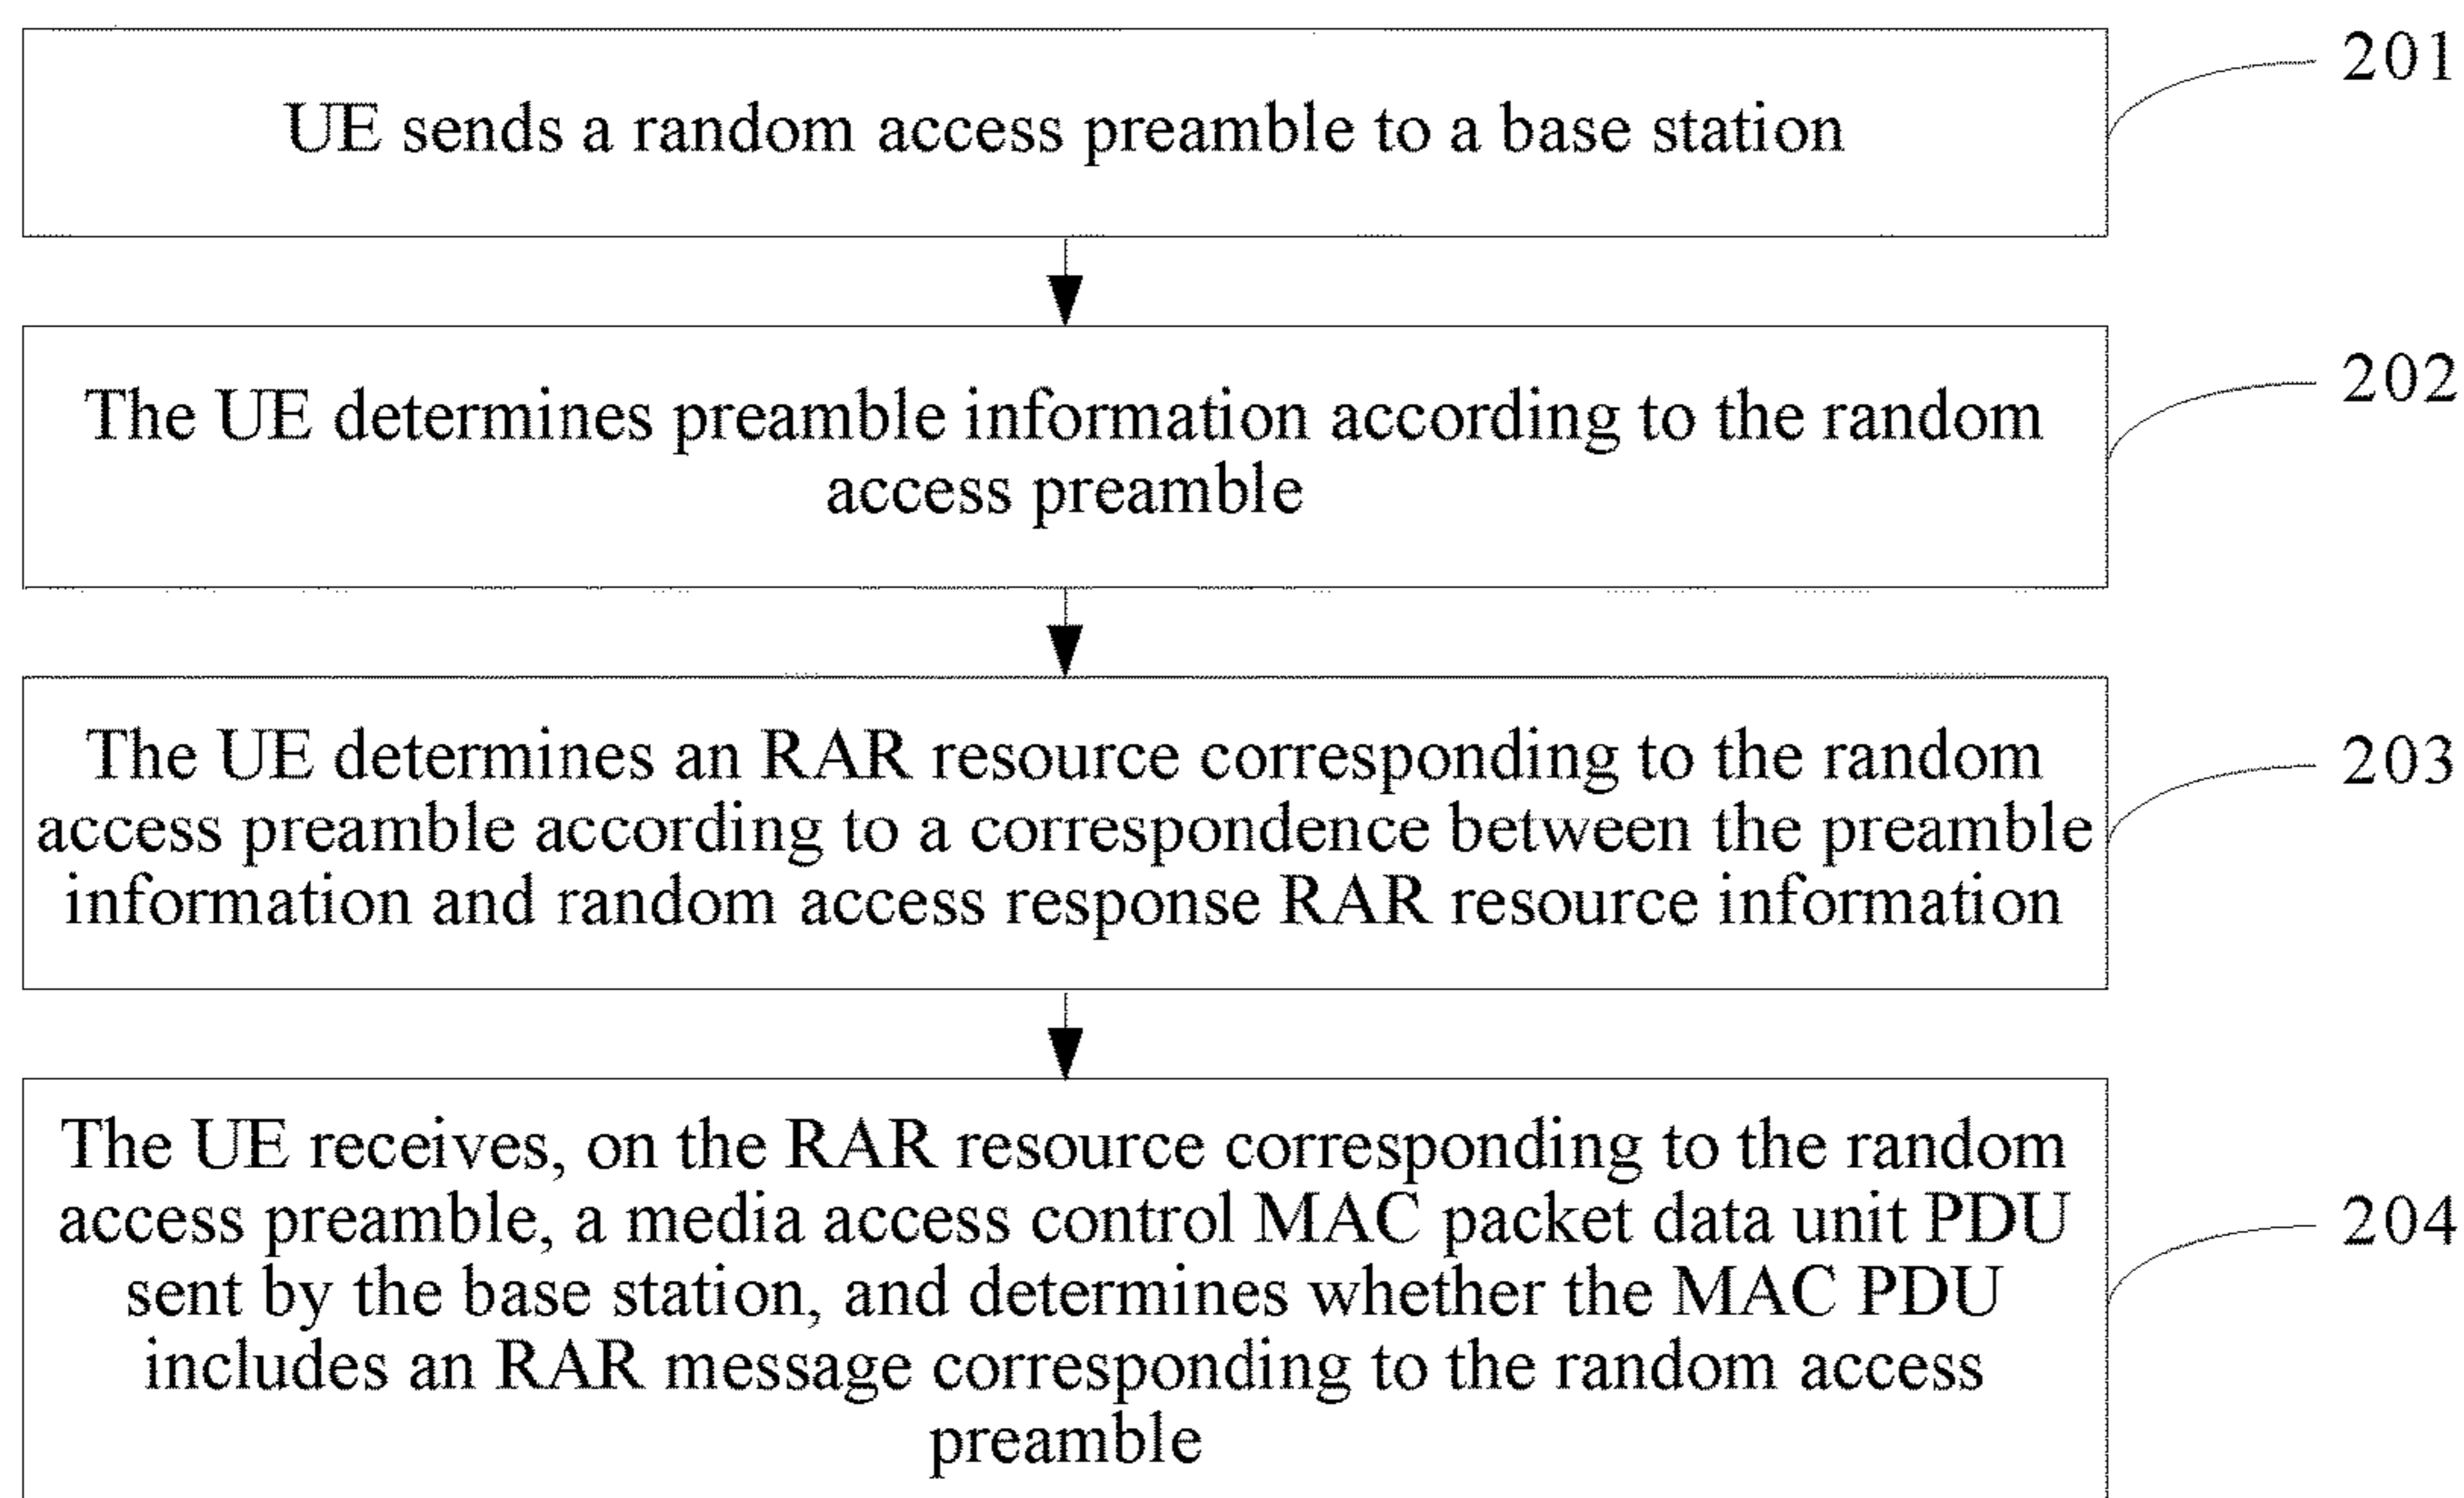 UE sends a random access preamble to a base station
201
The UE determines preamble information according to the random
access preamble
202
The UE determines an RAR resource corresponding to the random
access preamble according to a correspondence between the preamble
information and random access response RAR resource information
203
The UE receives, on the RAR resource corresponding to the random
access preamble, a media access control MAC packet data unit PDU
sent by the base station, and determines whether the MAC PDU
includes an RAR message corresponding to the random access
preamble
204